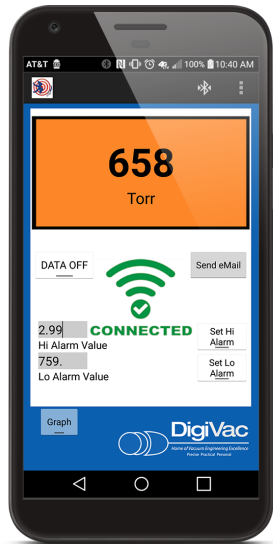 AT&T 100% 10:40 AM
658
Torr
DATA OFF
Send eMail
2.99
CONNECTED
Set Hi
Alarm
Hi Alarm Value
759.
Set Lo
Alarm
Lo Alarm Value
Graph
DigiVac
Home of Vacuum Engineering Excellence
Precise Practical Personal